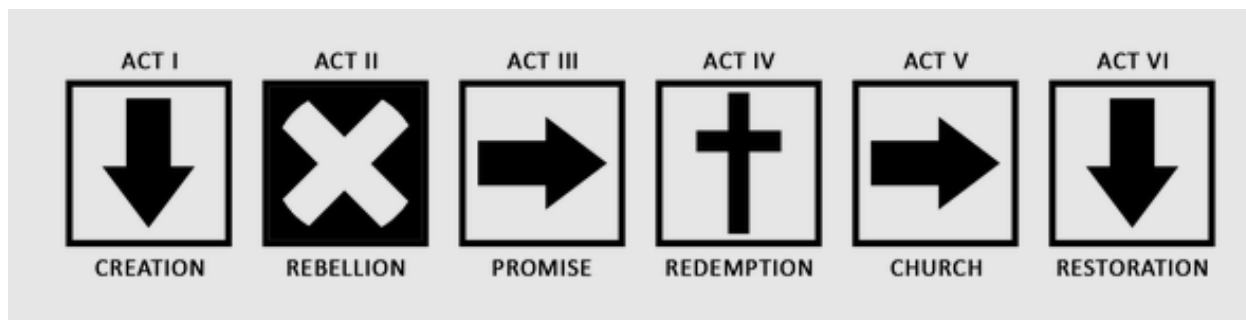 ACT I ACT II ACT III ACT IV ACT V ACT VI
CREATION REBELLION PROMISE REDEMPTION CHURCH RESTORATION